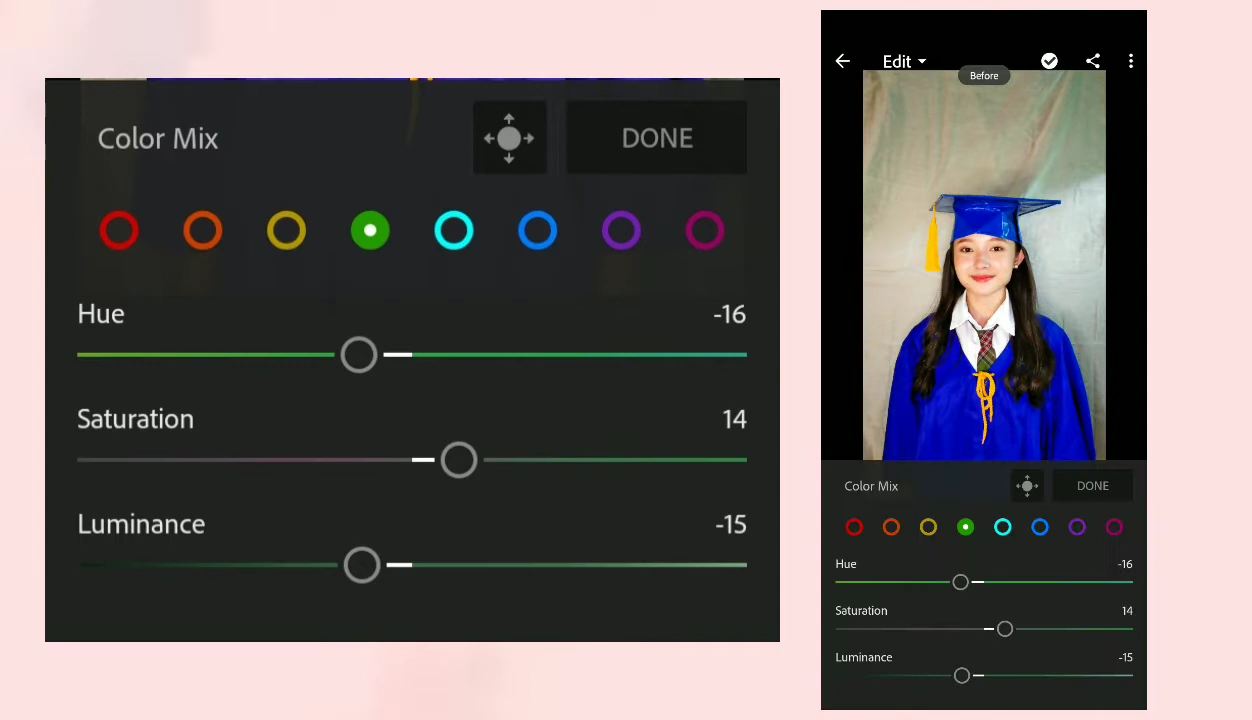 Color Mix
DONE
Hue
-16
Saturation
14
Luminance
-15
Edit
Before
Color Mix
DONE
Hue
-16
Saturation
14
Luminance
-15